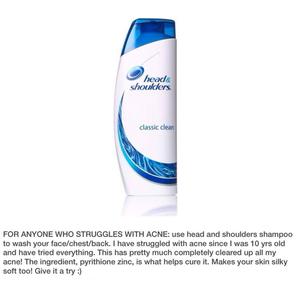 head&
shoulders
classic clean
FOR ANYONE WHO STRUGGLES WITH ACNE: use head and shoulders shampoo
to wash your face/chest/back. I have struggled with acne since I was 10 yrs old
and have tried everything. This has pretty much completely cleared up all my
acne! The ingredient, pyrithione zinc, is what helps cure it. Makes your skin silky
soft too! Give it a try :)